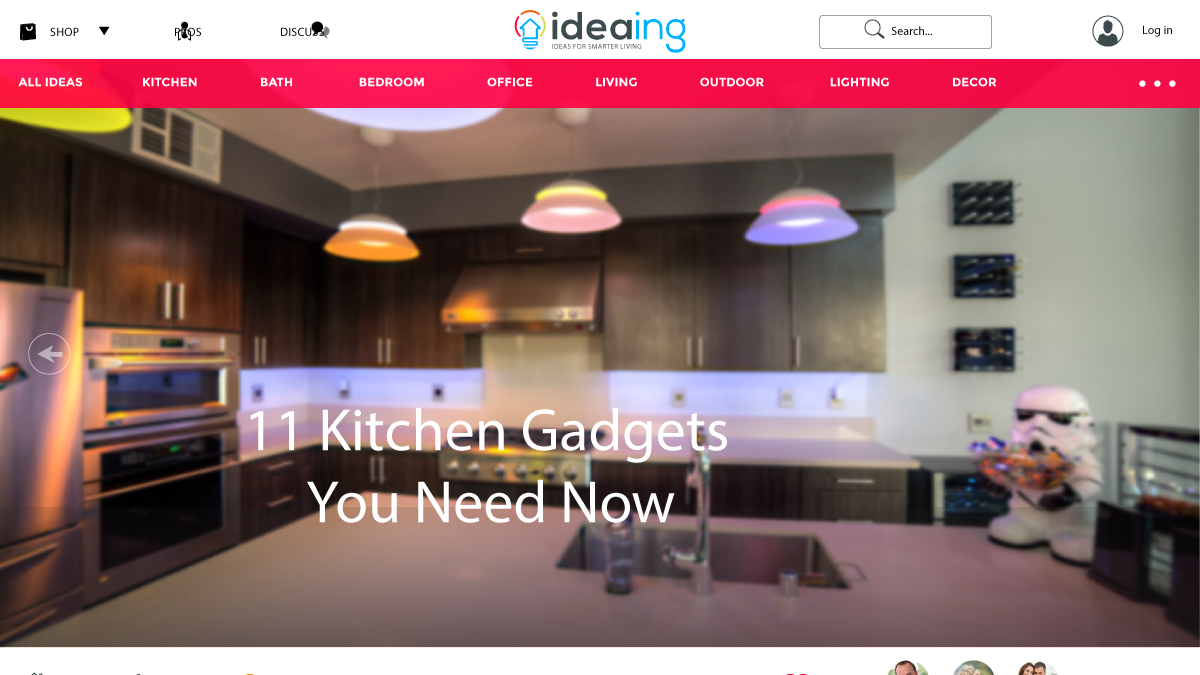 SHOP
PROS
DISCUSS
ideaing
IDEAS FOR SMARTER LIVING
Search...
Log in
ALL IDEAS
KITCHEN
BATH
BEDROOM
OFFICE
LIVING
OUTDOOR
LIGHTING
DECOR
11 Kitchen Gadgets
You Need Now